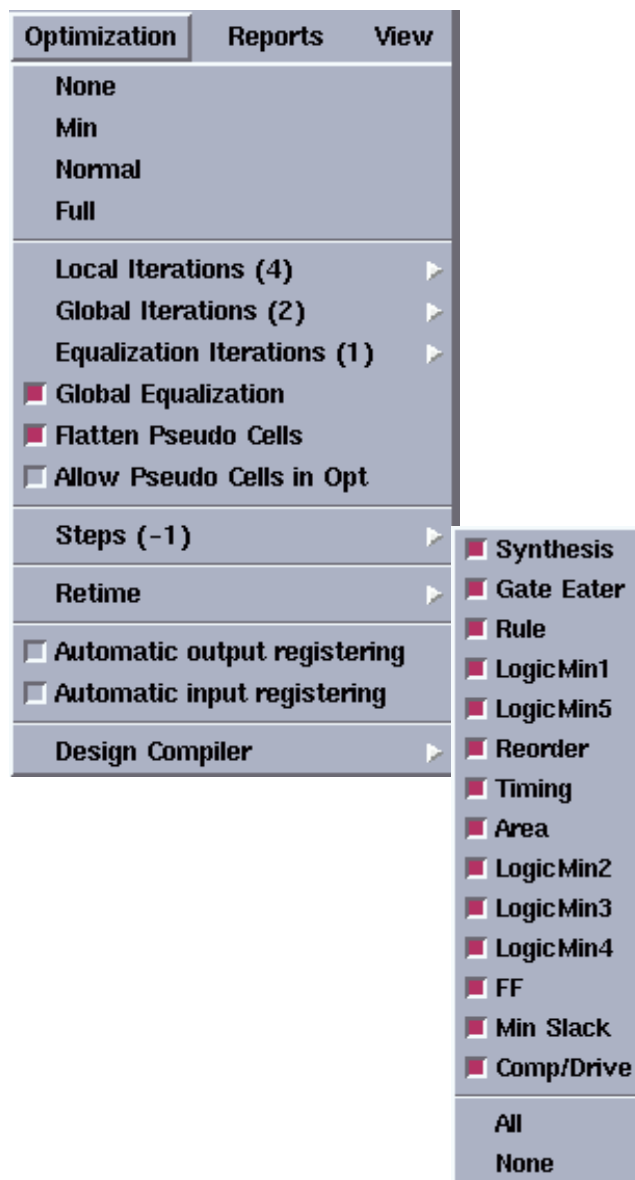 Optimization Reports View
None
Min
Normal
Full
Local Iterations (4)
Global Iterations (2)
Equalization Iterations (1)
Global Equalization
Flatten Pseudo Cells
Allow Pseudo Cells in Opt
Steps (-1)
Retime
Automatic output registering
Automatic input registering
Design Compiler
Synthesis
Gate Eater
Rule
LogicMin1
LogicMin5
Reorder
Timing
Area
LogicMin2
LogicMin3
LogicMin4
FF
Min Slack
Comp/Drive
All
None